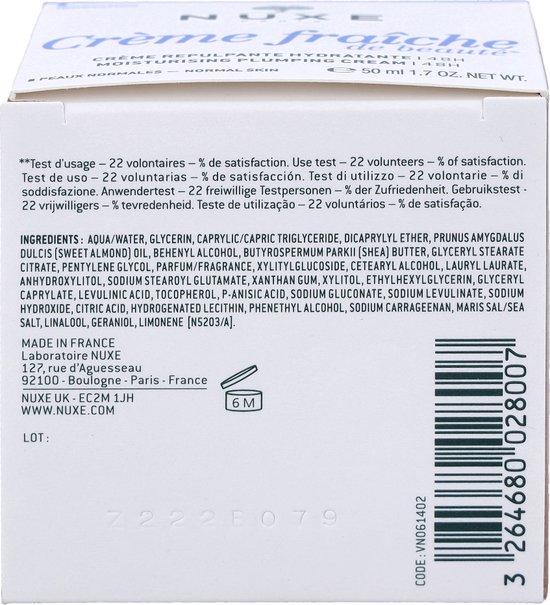 NUXE
Crème fraîche
de beauté
CRÈME REPULPANTE HYDRATANTE | 48H
MOISTURISING PLUMPING CREAM | 48H
PEAUX NORMALES — NORMAL SKIN
℮ 50 ml 1.7 OZ. NET WT.
**Test d'usage – 22 volontaires – % de satisfaction. Use test – 22 volunteers – % of satisfaction.
Test de uso – 22 voluntarias – % de satisfacción. Test di utilizzo – 22 volontarie – % di
soddisfazione. Anwendertest - 22 freiwillige Testpersonen – % der Zufriedenheit. Gebruikstest -
22 vrijwilligers – % tevredenheid. Teste de utilização – 22 voluntários – % de satisfação.
INGREDIENTS : AQUA/WATER, GLYCERIN, CAPRYLIC/CAPRIC TRIGLYCERIDE, DICAPRYLYL ETHER, PRUNUS AMYGDALUS
DULCIS (SWEET ALMOND) OIL, BEHENYL ALCOHOL, BUTYROSPERMUM PARKII (SHEA) BUTTER, GLYCERYL STEARATE
CITRATE, PENTYLENE GLYCOL, PARFUM/FRAGRANCE, XYLITYLGLUCOSIDE, CETEARYL ALCOHOL, LAURYL LAURATE,
ANHYDROXYLITOL, SODIUM STEAROYL GLUTAMATE, XANTHAN GUM, XYLITOL, ETHYLHEXYLGLYCERIN, GLYCERYL
CAPRYLATE, LEVULINIC ACID, TOCOPHEROL, P-ANISIC ACID, SODIUM GLUCONATE, SODIUM LEVULINATE, SODIUM
HYDROXIDE, CITRIC ACID, HYDROGENATED LECITHIN, PHENETHYL ALCOHOL, SODIUM CARRAGEENAN, MARIS SAL/SEA
SALT, LINALOOL, GERANIOL, LIMONENE [N5203/A].
MADE IN FRANCE
Laboratoire NUXE
127, rue d'Aguesseau
92100 - Boulogne - Paris - France
NUXE UK - EC2M 1JH
WWW.NUXE.COM
6 M
LOT :
Z222F079
CODE : VN061402
3 264680 028007